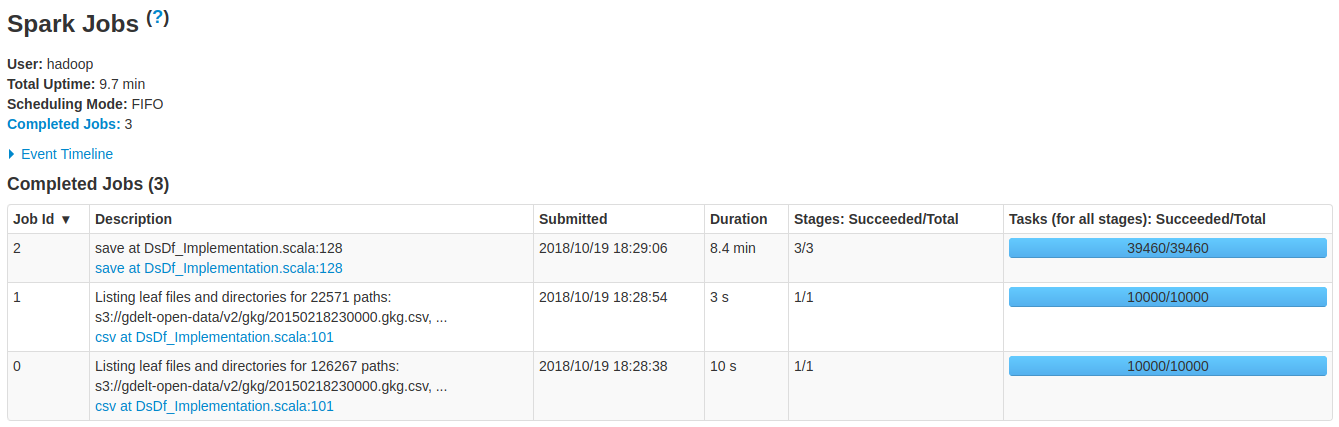 Spark Jobs (?)
User: hadoop
Total Uptime: 9.7 min
Scheduling Mode: FIFO
Completed Jobs: 3
Event Timeline
Completed Jobs (3)
Job Id ▼ Description Submitted Duration Stages: Succeeded/Total Tasks (for all stages): Succeeded/Total
2 save at DsDf_Implementation.scala:128 2018/10/19 18:29:06 8.4 min 3/3 39460/39460
save at DsDf_Implementation.scala:128
1 Listing leaf files and directories for 22571 paths: 2018/10/19 18:28:54 3 s 1/1 10000/10000
s3://gdelt-open-data/v2/gkg/20150218230000.gkg.csv, ...
csv at DsDf_Implementation.scala:101
0 Listing leaf files and directories for 126267 paths: 2018/10/19 18:28:38 10 s 1/1 10000/10000
s3://gdelt-open-data/v2/gkg/20150218230000.gkg.csv, ...
csv at DsDf_Implementation.scala:101